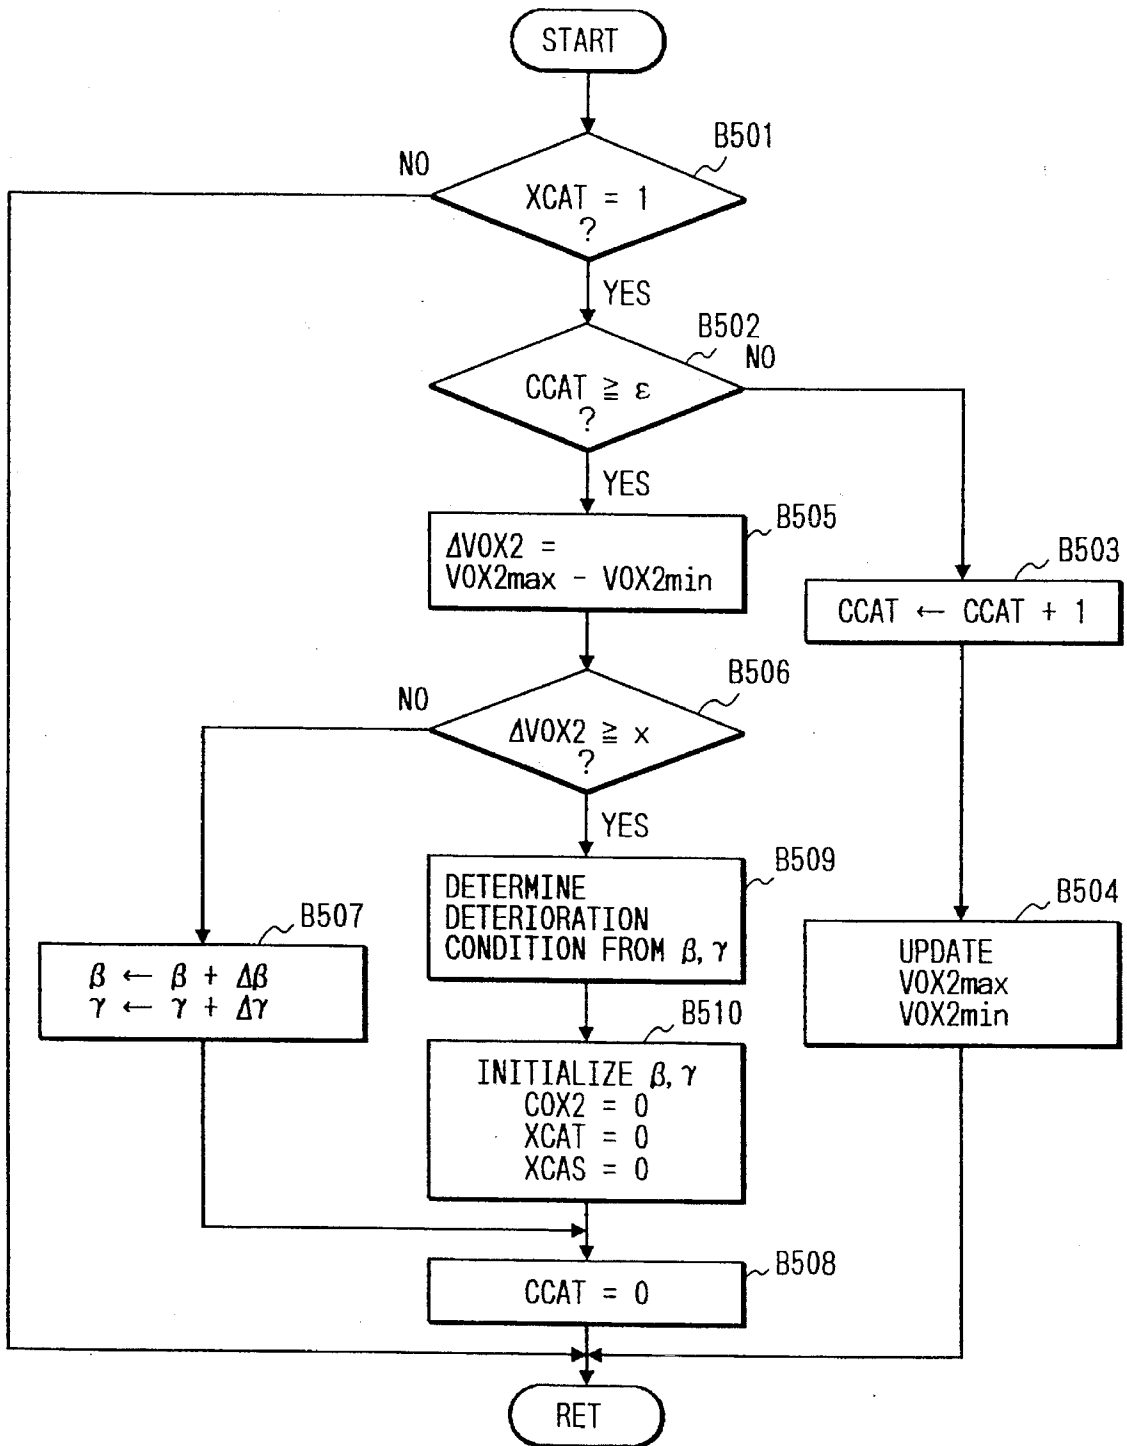 START
B501
NO
XCAT = 1
?
YES
B502
NO
CCAT ≧ ε
?
YES
B505
ΔVOX2 =
VOX2max - VOX2min
B503
CCAT ← CCAT + 1
B506
NO
ΔVOX2 ≧ x
?
YES
B509
DETERMINE
DETERIORATION
CONDITION FROM β, γ
B507
β ← β + Δβ
γ ← γ + Δγ
B504
UPDATE
VOX2max
VOX2min
B510
INITIALIZE β, γ
COX2 = 0
XCAT = 0
XCAS = 0
B508
CCAT = 0
RET